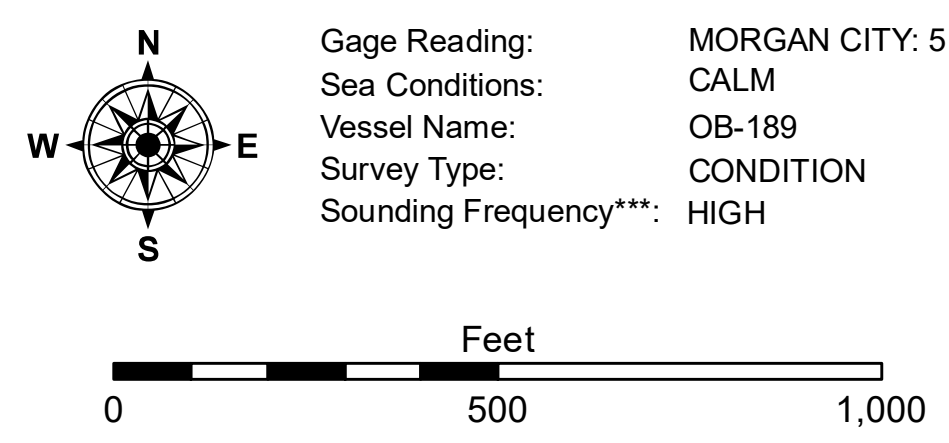 N
W E
S
Gage Reading: MORGAN CITY: 5
Sea Conditions: CALM
Vessel Name: OB-189
Survey Type: CONDITION
Sounding Frequency***: HIGH
Feet
0 500 1,000